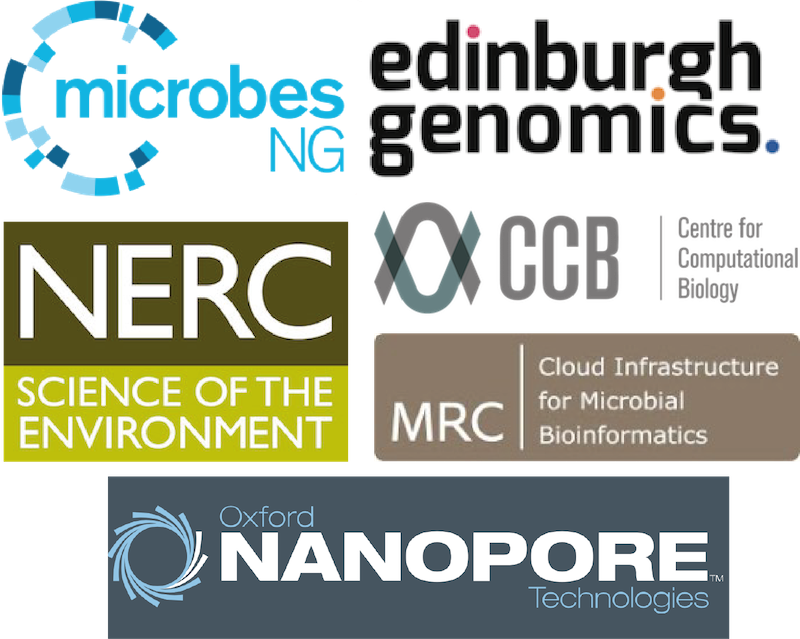 microbes
NG
edinburgh
genomics.
NERC
SCIENCE OF THE
ENVIRONMENT
CCB
Centre for
Computational
Biology
MRC
Cloud Infrastructure
for Microbial
Bioinformatics
Oxford
NANOPORE™
Technologies